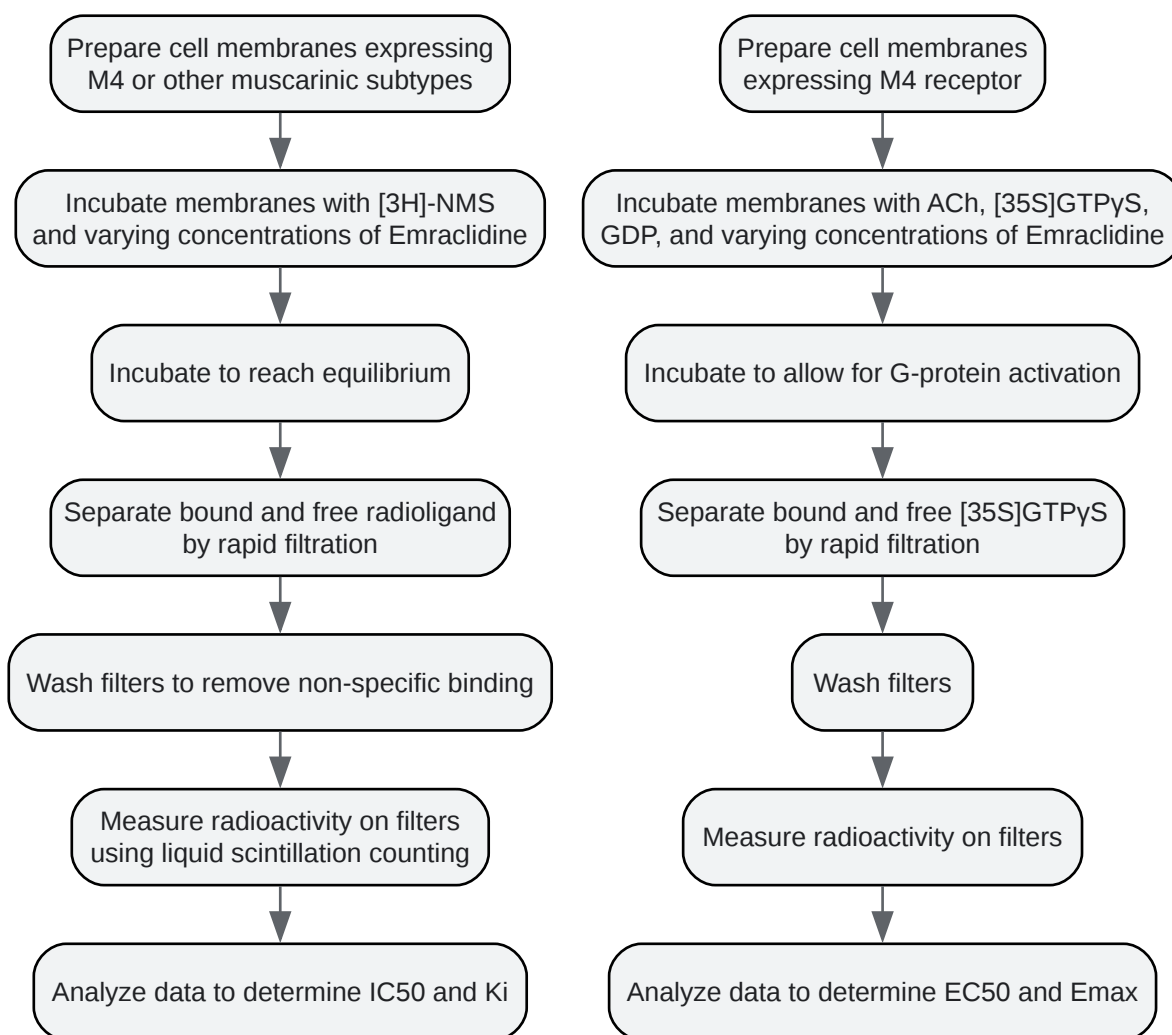 Prepare cell membranes expressing
M4 or other muscarinic subtypes
Incubate membranes with [3H]-NMS
and varying concentrations of Emraclidine
Incubate to reach equilibrium
Separate bound and free radioligand
by rapid filtration
Wash filters to remove non-specific binding
Measure radioactivity on filters
using liquid scintillation counting
Analyze data to determine IC50 and Ki
Prepare cell membranes
expressing M4 receptor
Incubate membranes with ACh, [35S]GTPγS,
GDP, and varying concentrations of Emraclidine
Incubate to allow for G-protein activation
Separate bound and free [35S]GTPγS
by rapid filtration
Wash filters
Measure radioactivity on filters
Analyze data to determine EC50 and Emax